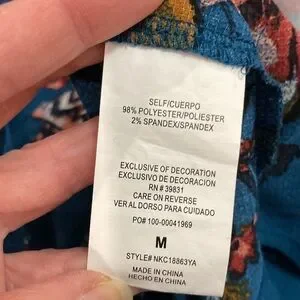 SELF/CUERPO
98% POLYESTER/POLIESTER
2% SPANDEX/SPANDEX
EXCLUSIVE OF DECORATION
EXCLUSIVO DE DECORACION
RN # 39831
CARE ON REVERSE
VER AL DORSO PARA CUIDADO
PO# 100-00041969
M
STYLE# NKC18863YA
MADE IN CHINA
HECHO EN CHINA